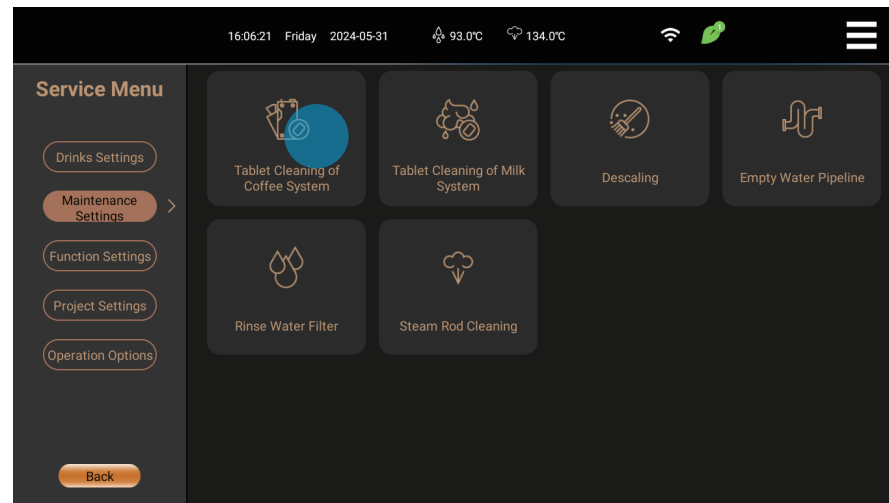 16:06:21 Friday 2024-05-31 93.0℃ 134.0℃ 1
Service Menu
Drinks Settings
Maintenance
Settings
Function Settings
Project Settings
Operation Options
Back
Tablet Cleaning of
Coffee System
Tablet Cleaning of Milk
System
Descaling
Empty Water Pipeline
Rinse Water Filter
Steam Rod Cleaning